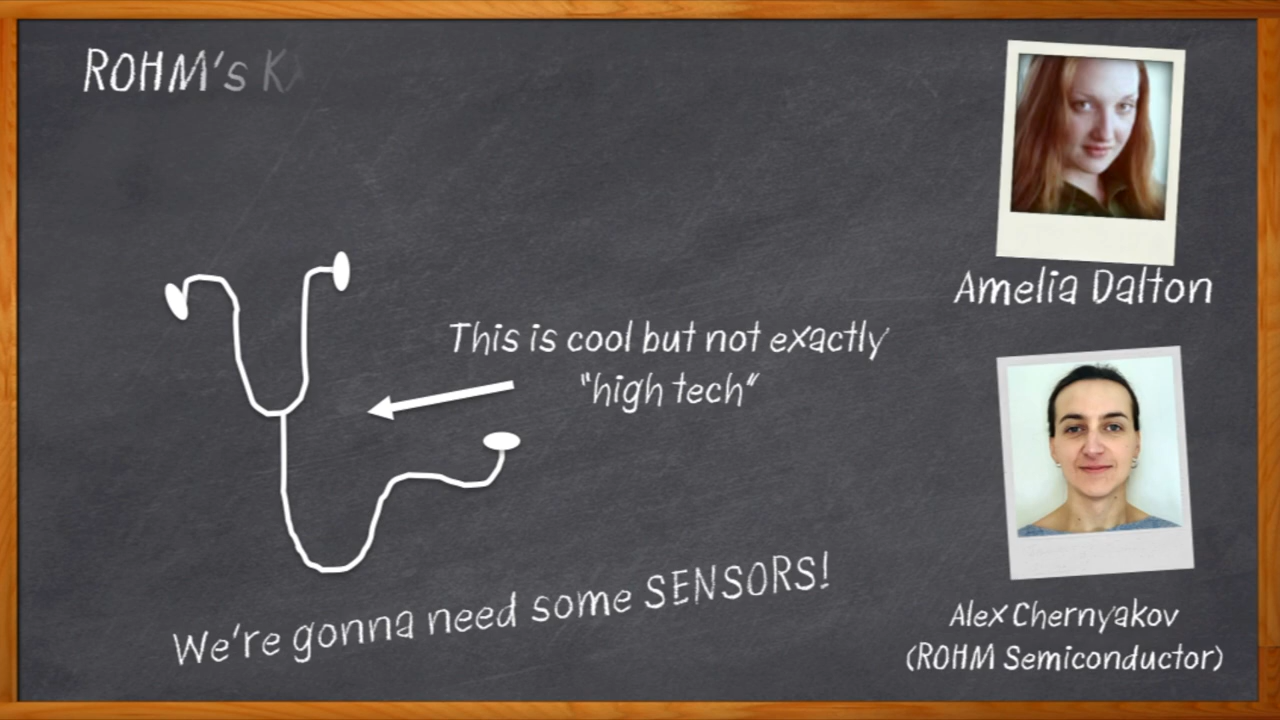 ROHM's K
Amelia Dalton
This is cool but not exactly
"high tech"
We're gonna need some SENSORS!
Alex Chernyakov
(ROHM Semiconductor)